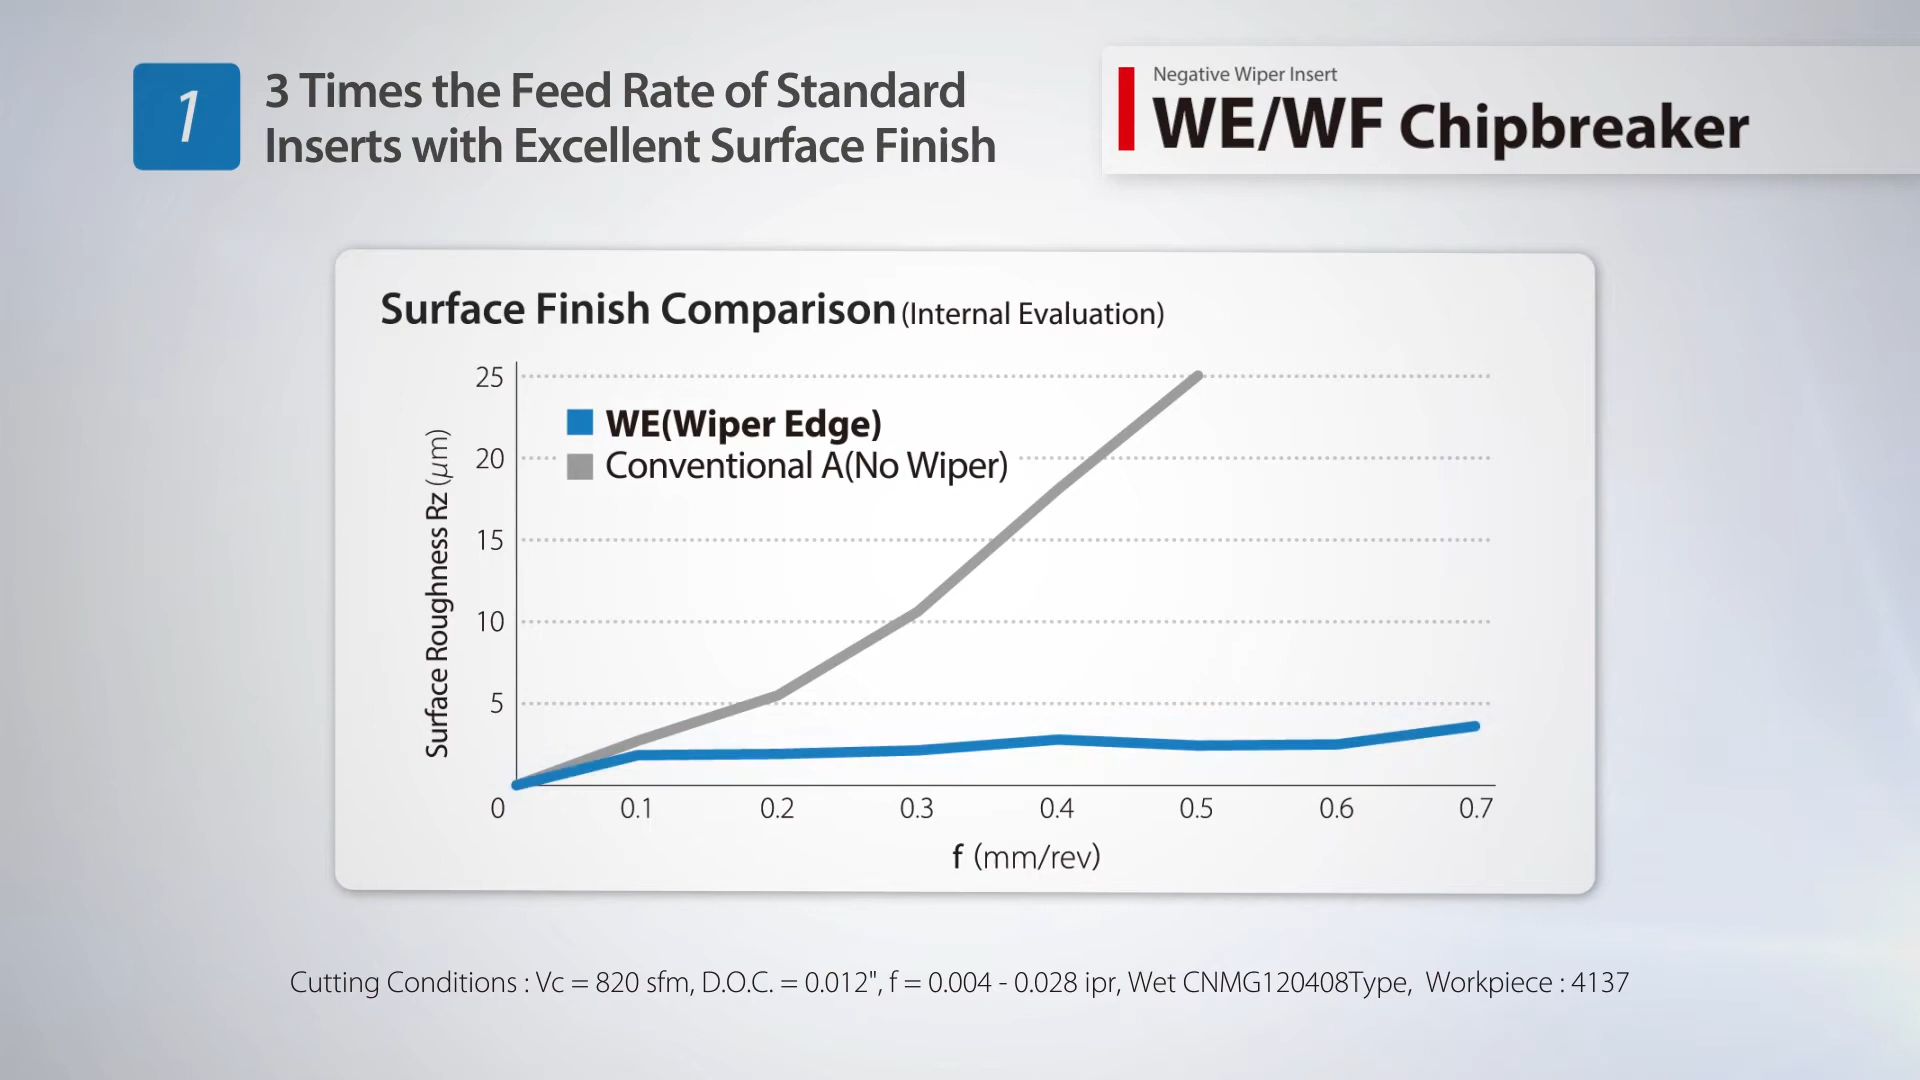 1
3 Times the Feed Rate of Standard
Inserts with Excellent Surface Finish
Negative Wiper Insert
WE/WF Chipbreaker
Surface Finish Comparison (Internal Evaluation)
Surface Roughness Rz (μm)
25
20
15
10
5
0
WE(Wiper Edge)
Conventional A(No Wiper)
0.1 0.2 0.3 0.4 0.5 0.6 0.7
f (mm/rev)
Cutting Conditions : Vc = 820 sfm, D.O.C. = 0.012", f = 0.004 - 0.028 ipr, Wet CNMG120408Type, Workpiece : 4137